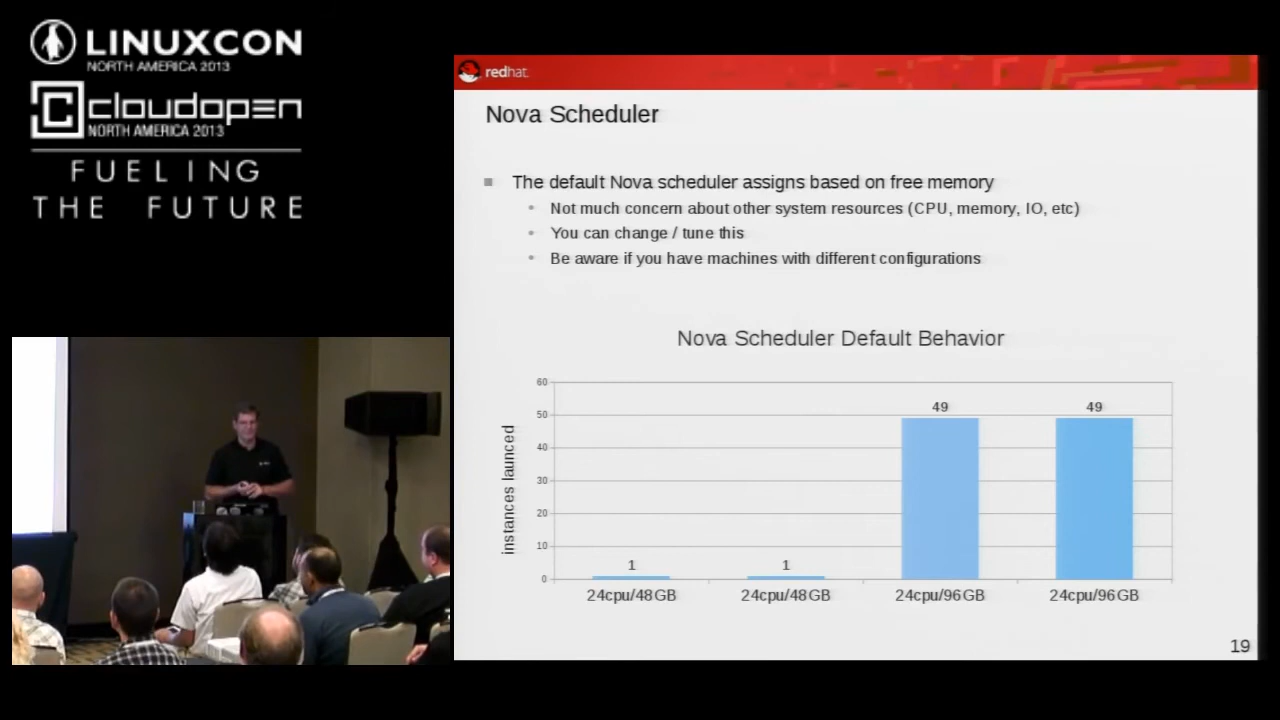 LINUXCON
NORTH AMERICA 2013
cloudopen
NORTH AMERICA 2013
FUELING
THE FUTURE
redhat.
Nova Scheduler
The default Nova scheduler assigns based on free memory
Not much concern about other system resources (CPU, memory, IO, etc)
You can change / tune this
Be aware if you have machines with different configurations
Nova Scheduler Default Behavior
instances launced
60
50
40
30
20
10
0
1
1
49
49
24cpu/48GB
24cpu/48GB
24cpu/96GB
24cpu/96GB
19